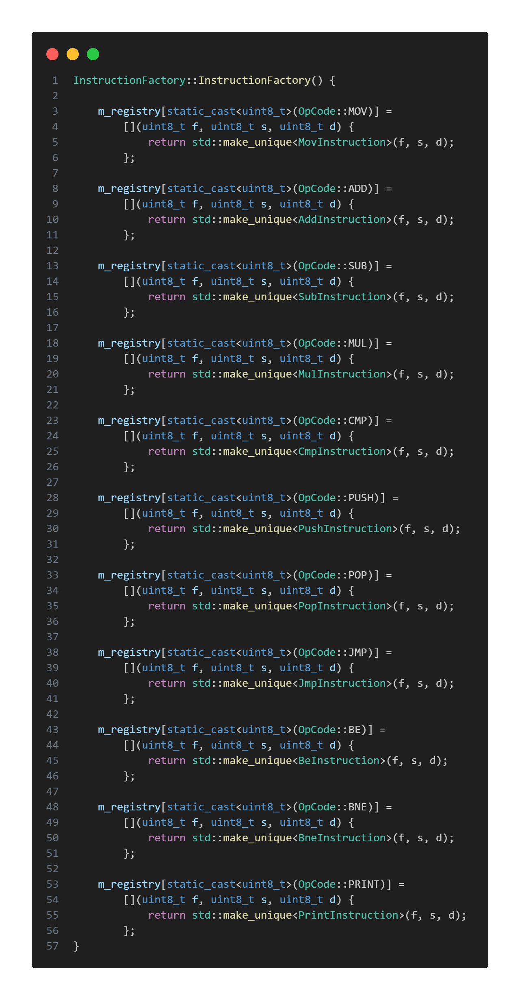 1 InstructionFactory::InstructionFactory() {
2
3     m_registry[static_cast<uint8_t>(OpCode::MOV)] =
4         [](uint8_t f, uint8_t s, uint8_t d) {
5             return std::make_unique<MovInstruction>(f, s, d);
6         };
7
8     m_registry[static_cast<uint8_t>(OpCode::ADD)] =
9         [](uint8_t f, uint8_t s, uint8_t d) {
10             return std::make_unique<AddInstruction>(f, s, d);
11         };
12
13     m_registry[static_cast<uint8_t>(OpCode::SUB)] =
14         [](uint8_t f, uint8_t s, uint8_t d) {
15             return std::make_unique<SubInstruction>(f, s, d);
16         };
17
18     m_registry[static_cast<uint8_t>(OpCode::MUL)] =
19         [](uint8_t f, uint8_t s, uint8_t d) {
20             return std::make_unique<MulInstruction>(f, s, d);
21         };
22
23     m_registry[static_cast<uint8_t>(OpCode::CMP)] =
24         [](uint8_t f, uint8_t s, uint8_t d) {
25             return std::make_unique<CmpInstruction>(f, s, d);
26         };
27
28     m_registry[static_cast<uint8_t>(OpCode::PUSH)] =
29         [](uint8_t f, uint8_t s, uint8_t d) {
30             return std::make_unique<PushInstruction>(f, s, d);
31         };
32
33     m_registry[static_cast<uint8_t>(OpCode::POP)] =
34         [](uint8_t f, uint8_t s, uint8_t d) {
35             return std::make_unique<PopInstruction>(f, s, d);
36         };
37
38     m_registry[static_cast<uint8_t>(OpCode::JMP)] =
39         [](uint8_t f, uint8_t s, uint8_t d) {
40             return std::make_unique<JmpInstruction>(f, s, d);
41         };
42
43     m_registry[static_cast<uint8_t>(OpCode::BE)] =
44         [](uint8_t f, uint8_t s, uint8_t d) {
45             return std::make_unique<BeInstruction>(f, s, d);
46         };
47
48     m_registry[static_cast<uint8_t>(OpCode::BNE)] =
49         [](uint8_t f, uint8_t s, uint8_t d) {
50             return std::make_unique<BneInstruction>(f, s, d);
51         };
52
53     m_registry[static_cast<uint8_t>(OpCode::PRINT)] =
54         [](uint8_t f, uint8_t s, uint8_t d) {
55             return std::make_unique<PrintInstruction>(f, s, d);
56         };
57 }